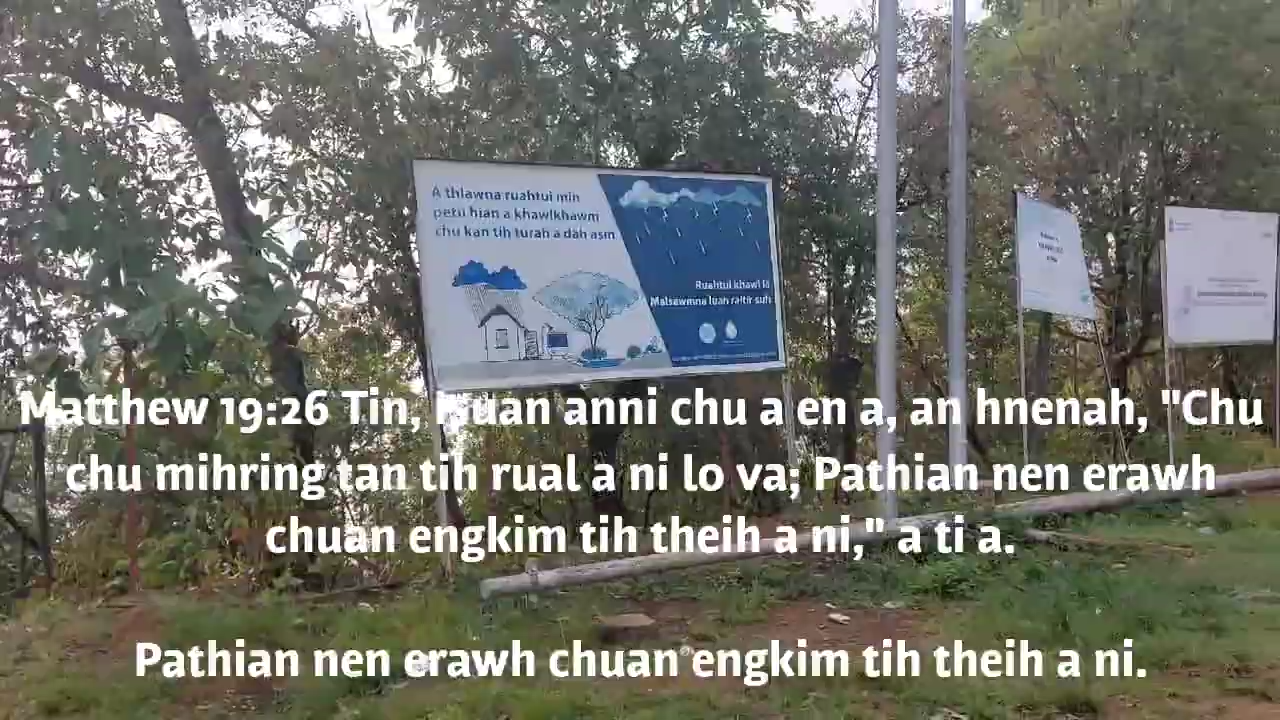 A thlawna ruahtui min
petu hian a khawlkhawm
chu kan tih turah a dah asin
Ruahtui khawl la
Malsawmna luan raltir suh
Matthew 19:26 Tin, Isuan anni chu a en a, an hnenah, "Chu
chu mihring tan tih rual a ni lo va; Pathian nen erawh
chuan engkim tih theih a ni," a ti a.
Pathian nen erawh chuan engkim tih theih a ni.